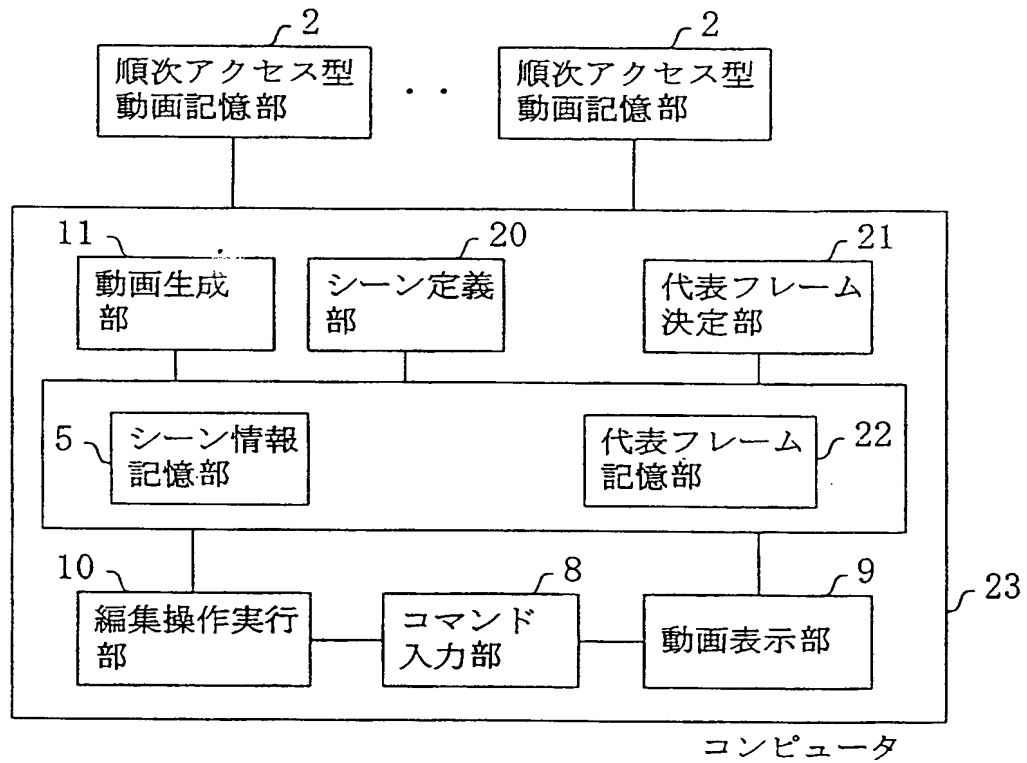 2
2
順次アクセス型
動画記憶部
・・
順次アクセス型
動画記憶部
11
20
21
動画生成
部
シーン定義
部
代表フレーム
決定部
5
シーン情報
記憶部
代表フレーム
記憶部
22
10
8
9
23
編集操作実行
部
コマンド
入力部
動画表示部
コンピュータ